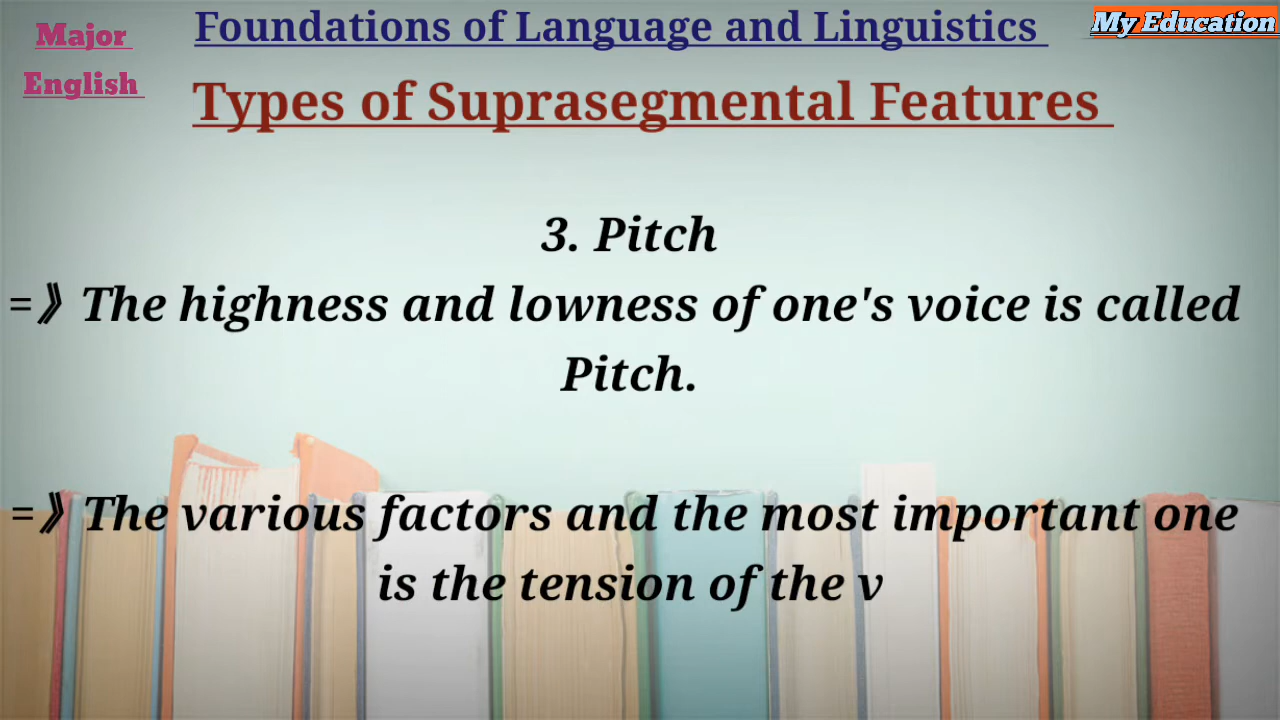 Major
English
Foundations of Language and Linguistics
My Education
Types of Suprasegmental Features
3. Pitch
=》The highness and lowness of one's voice is called
Pitch.
=》The various factors and the most important one
is the tension of the v